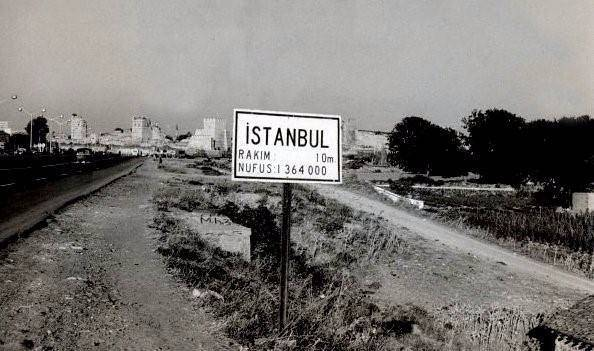 İSTANBUL
RAKIM: 10m.
NUFUS: 1 364 000